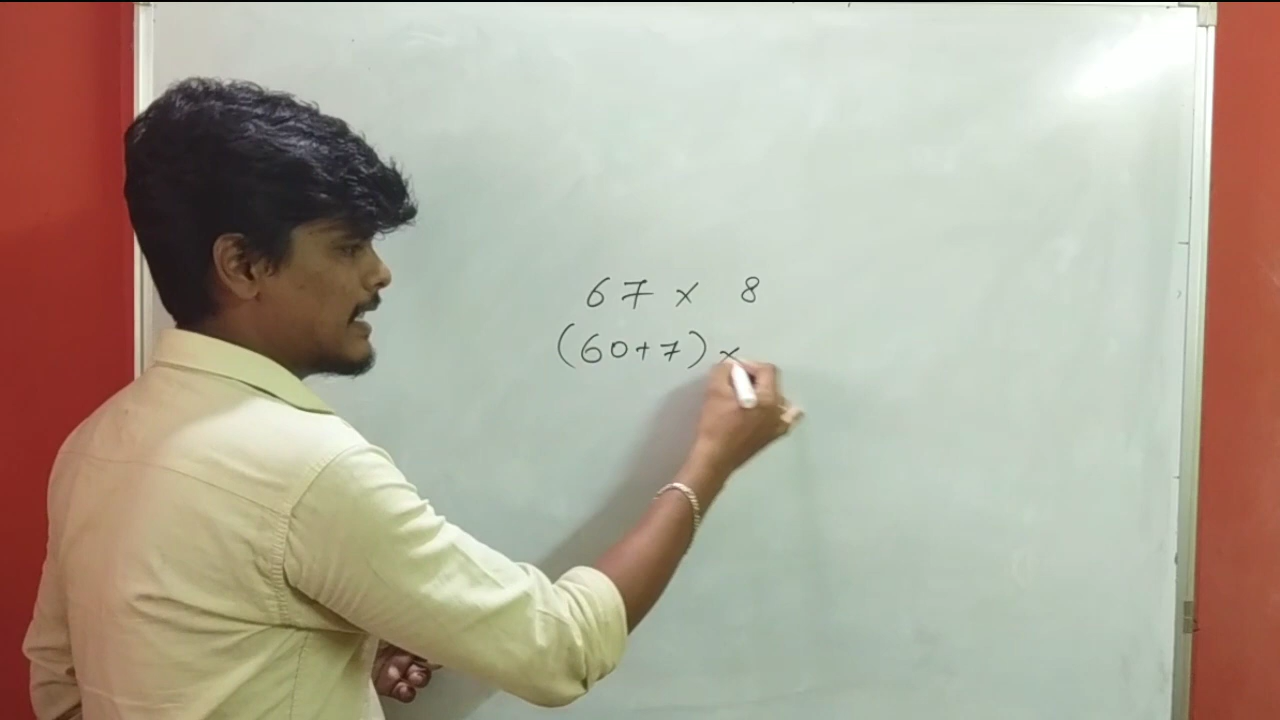 67 × 8
(60+7) ×